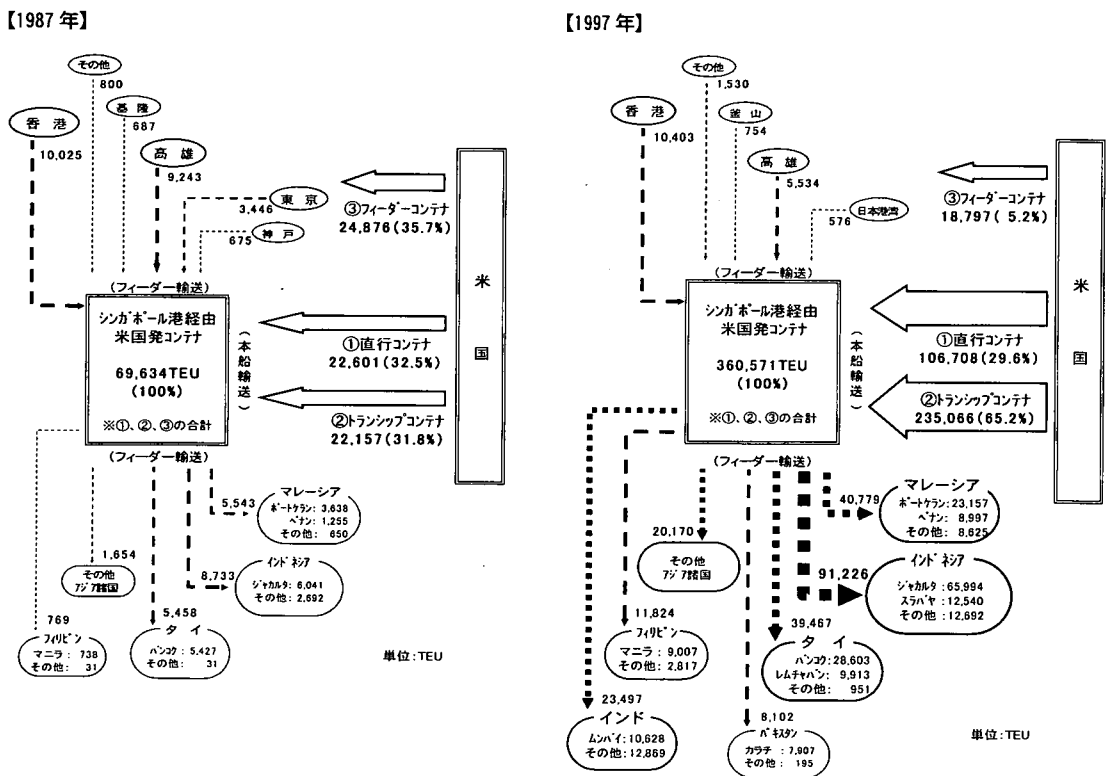 【1987 年】
その他
800
基 隆
687
香 港
10,025
高 雄
9,243
東 京
3,446
神 戸
675
③フィーダーコンテナ
24,876(35.7%)
米
国
(フィーダー輸送)
シンガポール港経由
米国発コンテナ
69,634TEU
(100%)
※①、②、③の合計
(本船輸送)
①直行コンテナ
22,601(32.5%)
②トランシップコンテナ
22,157(31.8%)
(フィーダー輸送)
5,543
マレーシア
ポートケラン: 3,638
ペナン: 1,255
その他: 650
1,654
その他
アジア諸国
8,733
インドネシア
ジャカルタ: 6,041
その他: 2,692
769
フィリピン
マニラ : 738
その他: 31
5,458
タ イ
バンコク: 5,427
その他: 31
単位:TEU
【1997 年】
その他
1,530
釜 山
754
香 港
10,403
高 雄
5,534
日本港湾
576
③フィーダーコンテナ
18,797( 5.2%)
米
国
(フィーダー輸送)
シンガポール港経由
米国発コンテナ
360,571TEU
(100%)
※①、②、③の合計
(本船輸送)
①直行コンテナ
106,708(29.6%)
②トランシップコンテナ
235,066(65.2%)
(フィーダー輸送)
40,779
マレーシア
ポートケラン: 23,157
ペナン: 8,997
その他: 8,625
20,170
その他
アジア諸国
91,226
インドネシア
ジャカルタ: 65,994
スラバヤ: 12,540
その他: 12,692
11,824
フィリピン
マニラ : 9,007
その他: 2,817
39,467
タ イ
バンコク: 28,603
レムチャバン: 9,913
その他: 951
23,497
インド
ムンバイ: 10,628
その他: 12,869
8,102
パキスタン
カラチ : 7,907
その他 : 195
単位:TEU